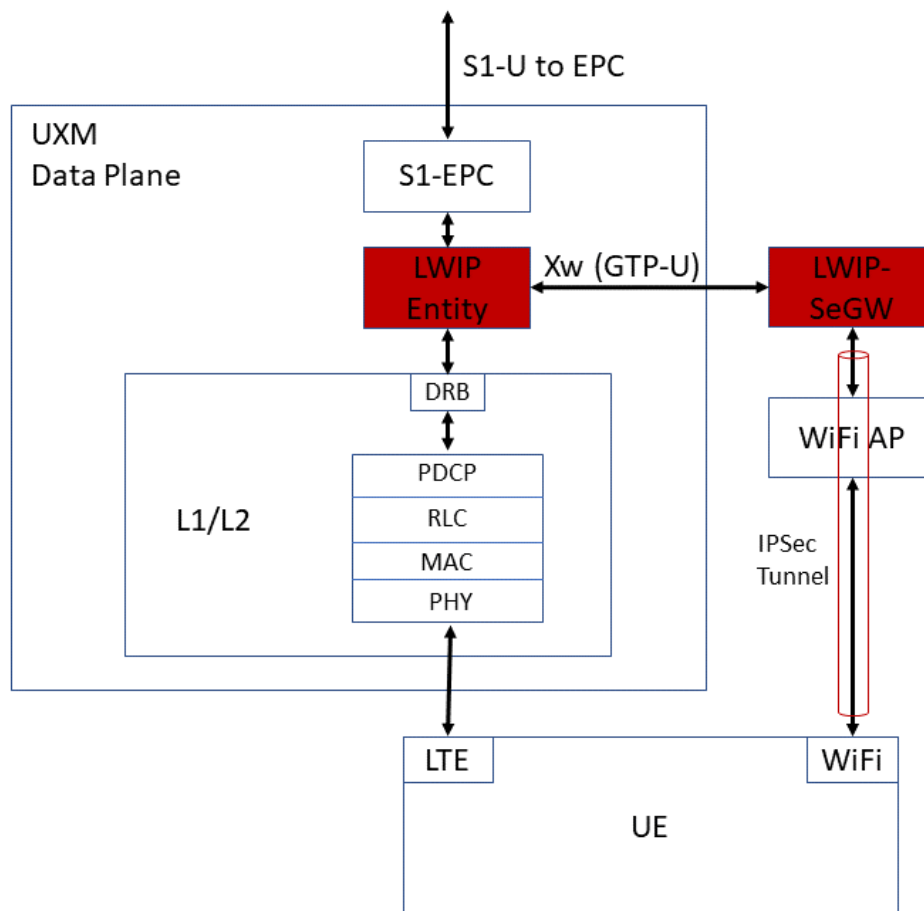 S1-U to EPC
UXM
Data Plane
S1-EPC
LWIP
Entity
Xw (GTP-U)
LWIP-
SeGW
DRB
WiFi AP
PDCP
L1/L2
RLC
MAC
PHY
IPSec
Tunnel
LTE
WiFi
UE